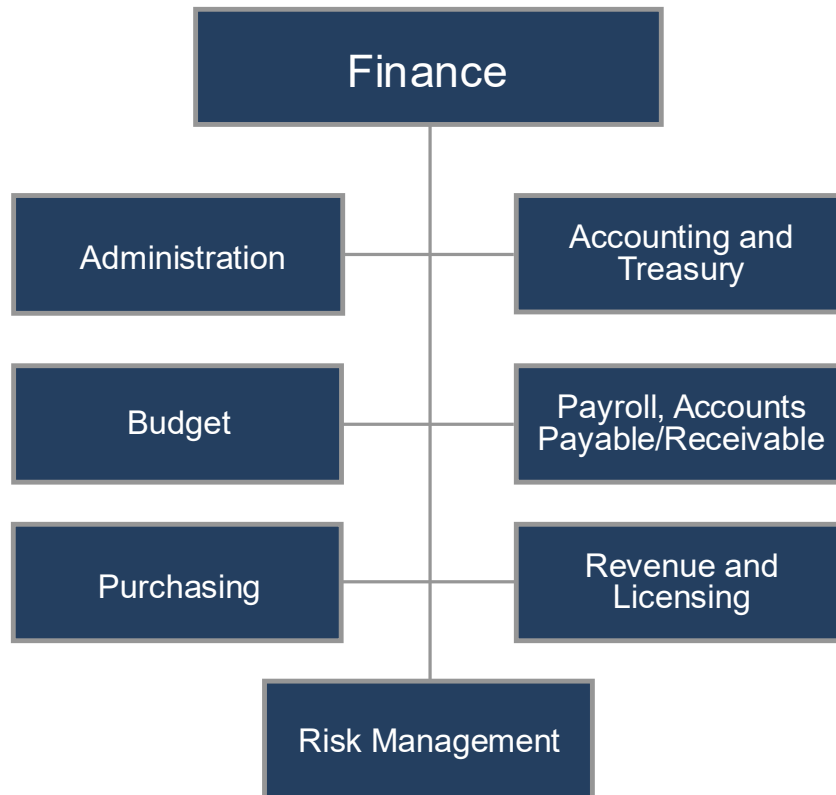 Finance
Administration
Accounting and
Treasury
Budget
Payroll, Accounts
Payable/Receivable
Purchasing
Revenue and
Licensing
Risk Management